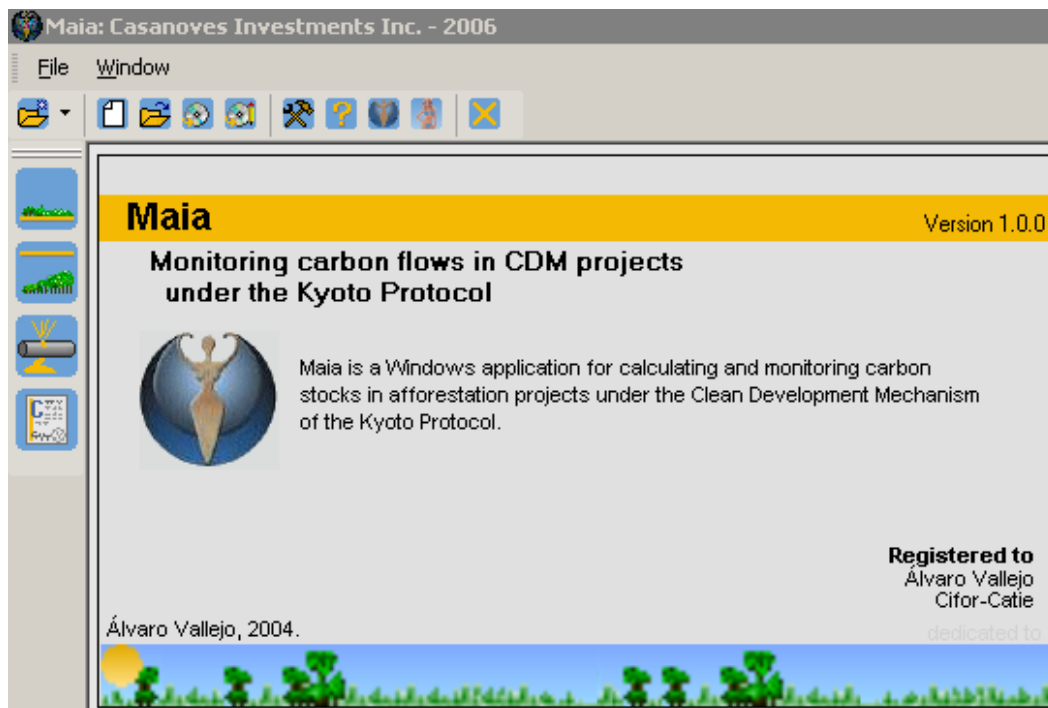 Maia: Casanoves Investments Inc. - 2006
File Window
Maia
Version 1.0.0
Monitoring carbon flows in CDM projects
under the Kyoto Protocol
Maia is a Windows application for calculating and monitoring carbon
stocks in afforestation projects under the Clean Development Mechanism
of the Kyoto Protocol.
Registered to
Álvaro Vallejo
Cifor-Catie
dedicated to
Álvaro Vallejo, 2004.